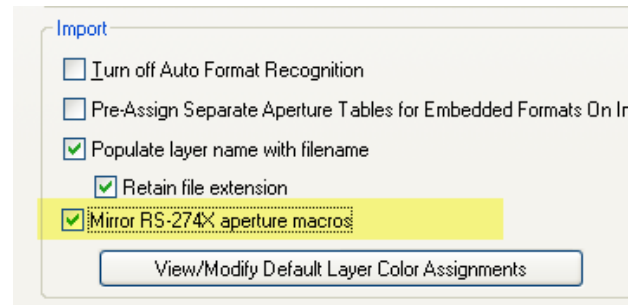 Import
Turn off Auto Format Recognition
Pre-Assign Separate Aperture Tables for Embedded Formats On
Populate layer name with filename
Retain file extension
Mirror RS-274X aperture macros
View/Modify Default Layer Color Assignments